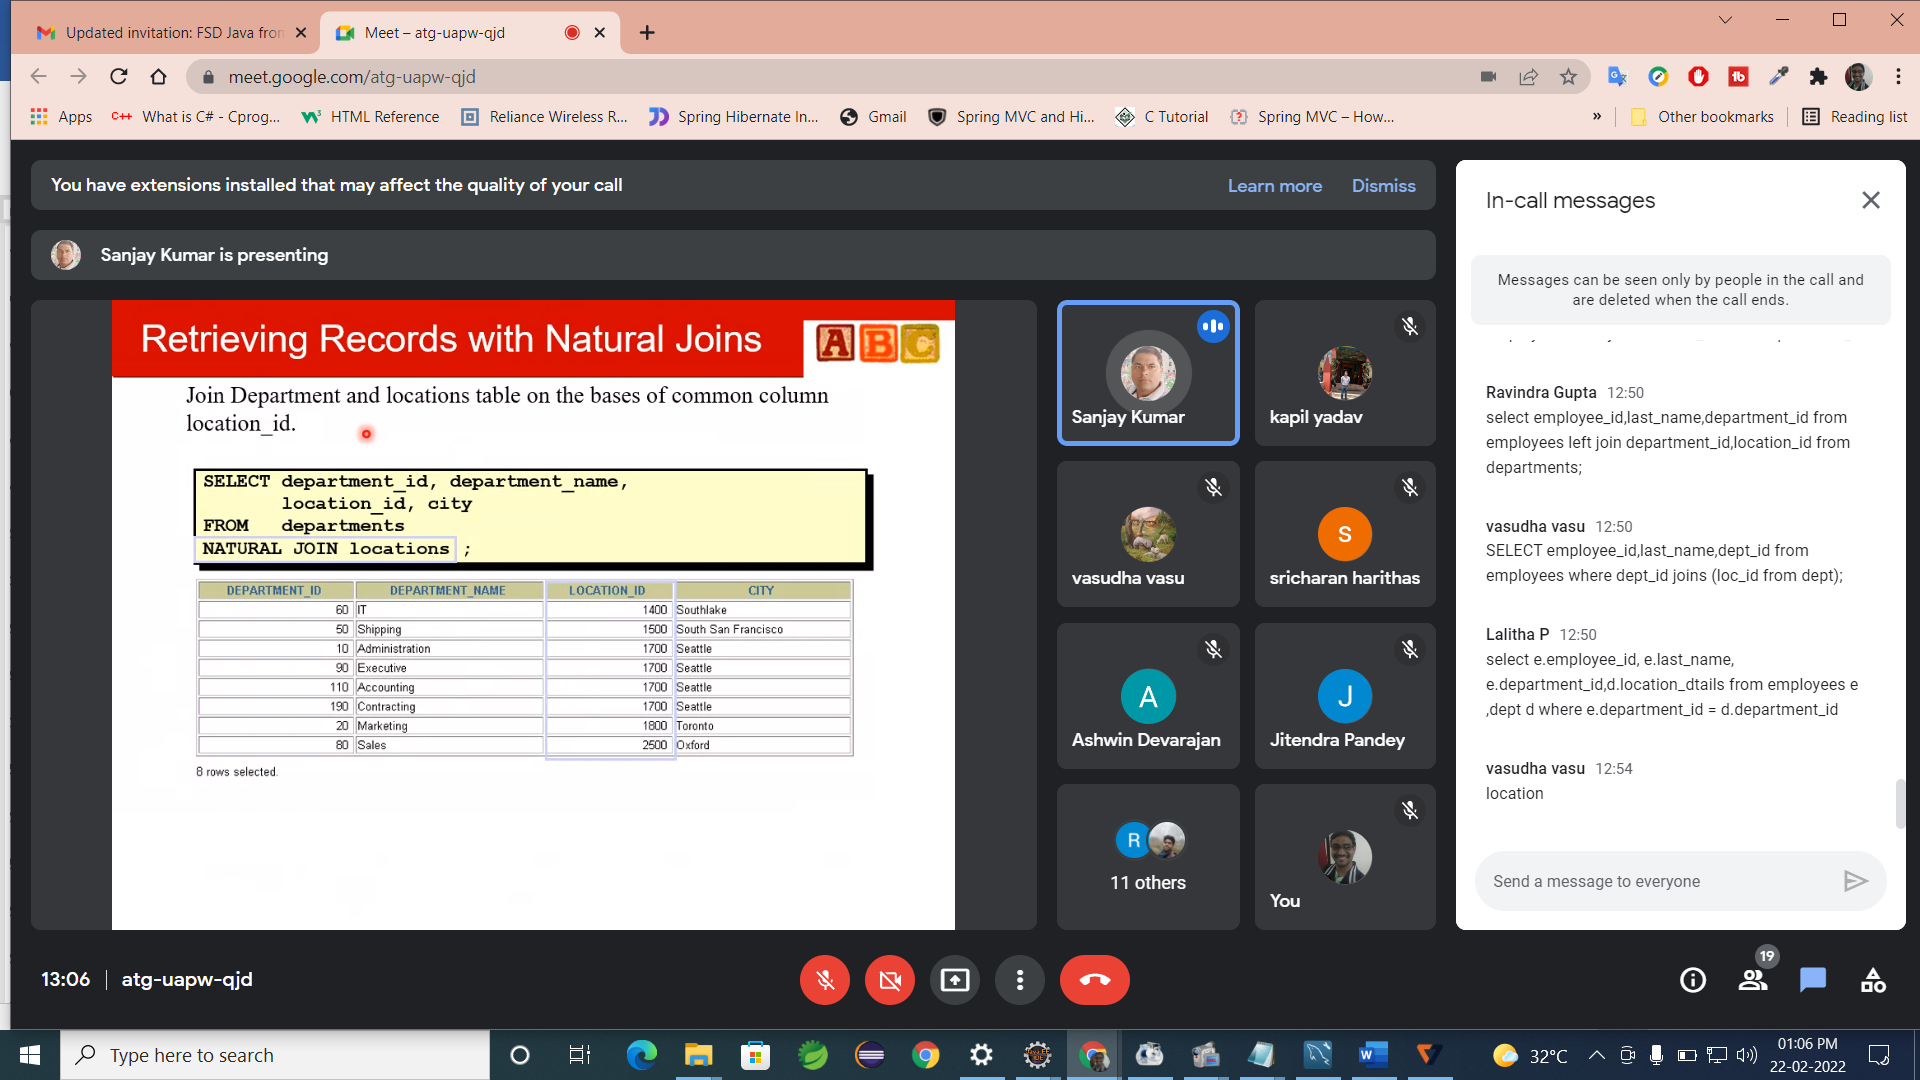 Updated invitation: FSD Java fron
Meet – atg-uapw-qjd
meet.google.com/atg-uapw-qjd
Apps
What is C# - Cprog...
HTML Reference
Reliance Wireless R...
Spring Hibernate In...
Gmail
Spring MVC and Hi...
C Tutorial
Spring MVC – How...
»
Other bookmarks
Reading list
You have extensions installed that may affect the quality of your call
Learn more
Dismiss
Sanjay Kumar is presenting
Retrieving Records with Natural Joins
A B C
Join Department and locations table on the bases of common column
location_id.
SELECT department_id, department_name,
location_id, city
FROM departments
NATURAL JOIN locations ;
DEPARTMENT_ID DEPARTMENT_NAME LOCATION_ID CITY
60 IT 1400 Southlake
50 Shipping 1500 South San Francisco
10 Administration 1700 Seattle
90 Executive 1700 Seattle
110 Accounting 1700 Seattle
190 Contracting 1700 Seattle
20 Marketing 1800 Toronto
80 Sales 2500 Oxford
8 rows selected.
Sanjay Kumar
kapil yadav
vasudha vasu
S
sricharan harithas
A
Ashwin Devarajan
J
Jitendra Pandey
R
11 others
You
In-call messages
Messages can be seen only by people in the call and
are deleted when the call ends.
Ravindra Gupta 12:50
select employee_id,last_name,department_id from
employees left join department_id,location_id from
departments;
vasudha vasu 12:50
SELECT employee_id,last_name,dept_id from
employees where dept_id joins (loc_id from dept);
Lalitha P 12:50
select e.employee_id, e.last_name,
e.department_id,d.location_dtails from employees e
,dept d where e.department_id = d.department_id
vasudha vasu 12:54
location
Send a message to everyone
13:06 | atg-uapw-qjd
19
Type here to search
32°C
01:06 PM
22-02-2022